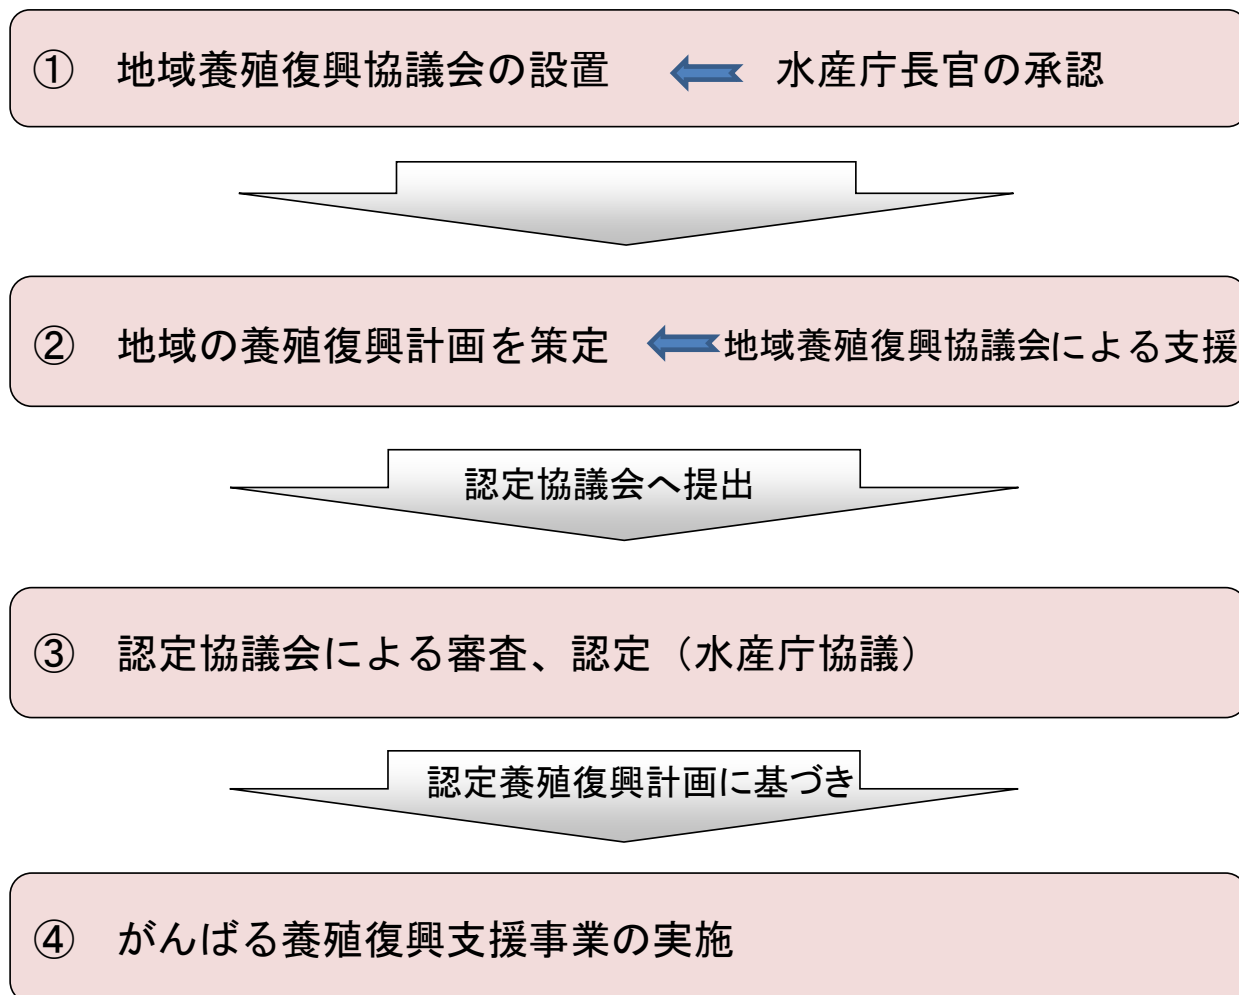 ① 地域養殖復興協議会の設置 水産庁長官の承認
② 地域の養殖復興計画を策定 地域養殖復興協議会による支援
認定協議会へ提出
③ 認定協議会による審査、認定（水産庁協議）
認定養殖復興計画に基づき
④ がんばる養殖復興支援事業の実施